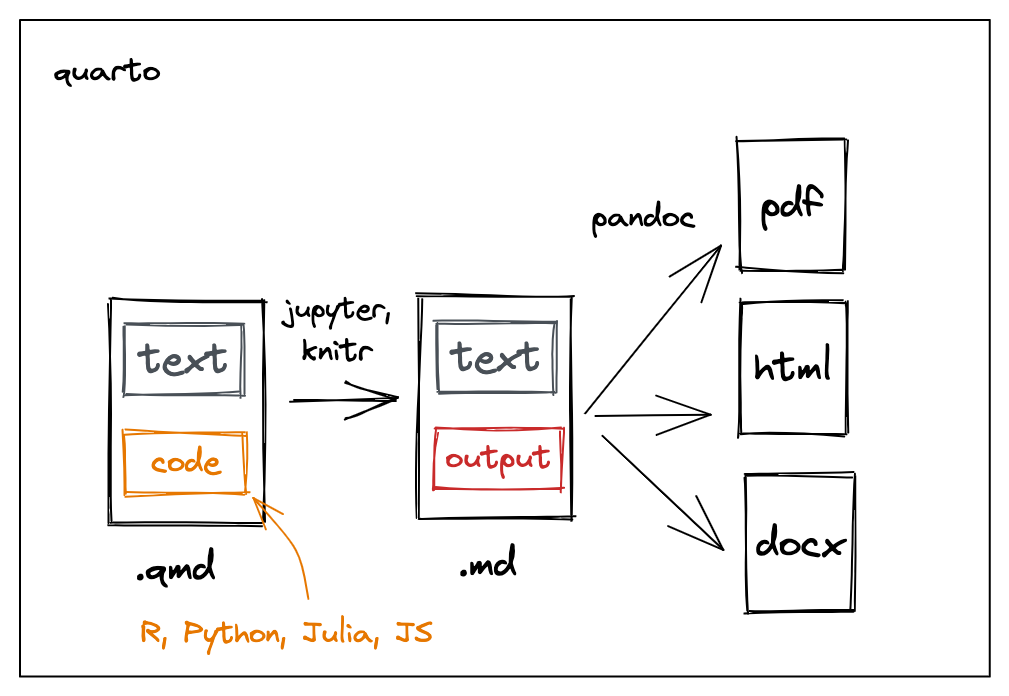 quarto
text
code
.qmd
R, Python, Julia, JS
jupyter,
knitr
text
output
.md
pandoc
pdf
html
docx